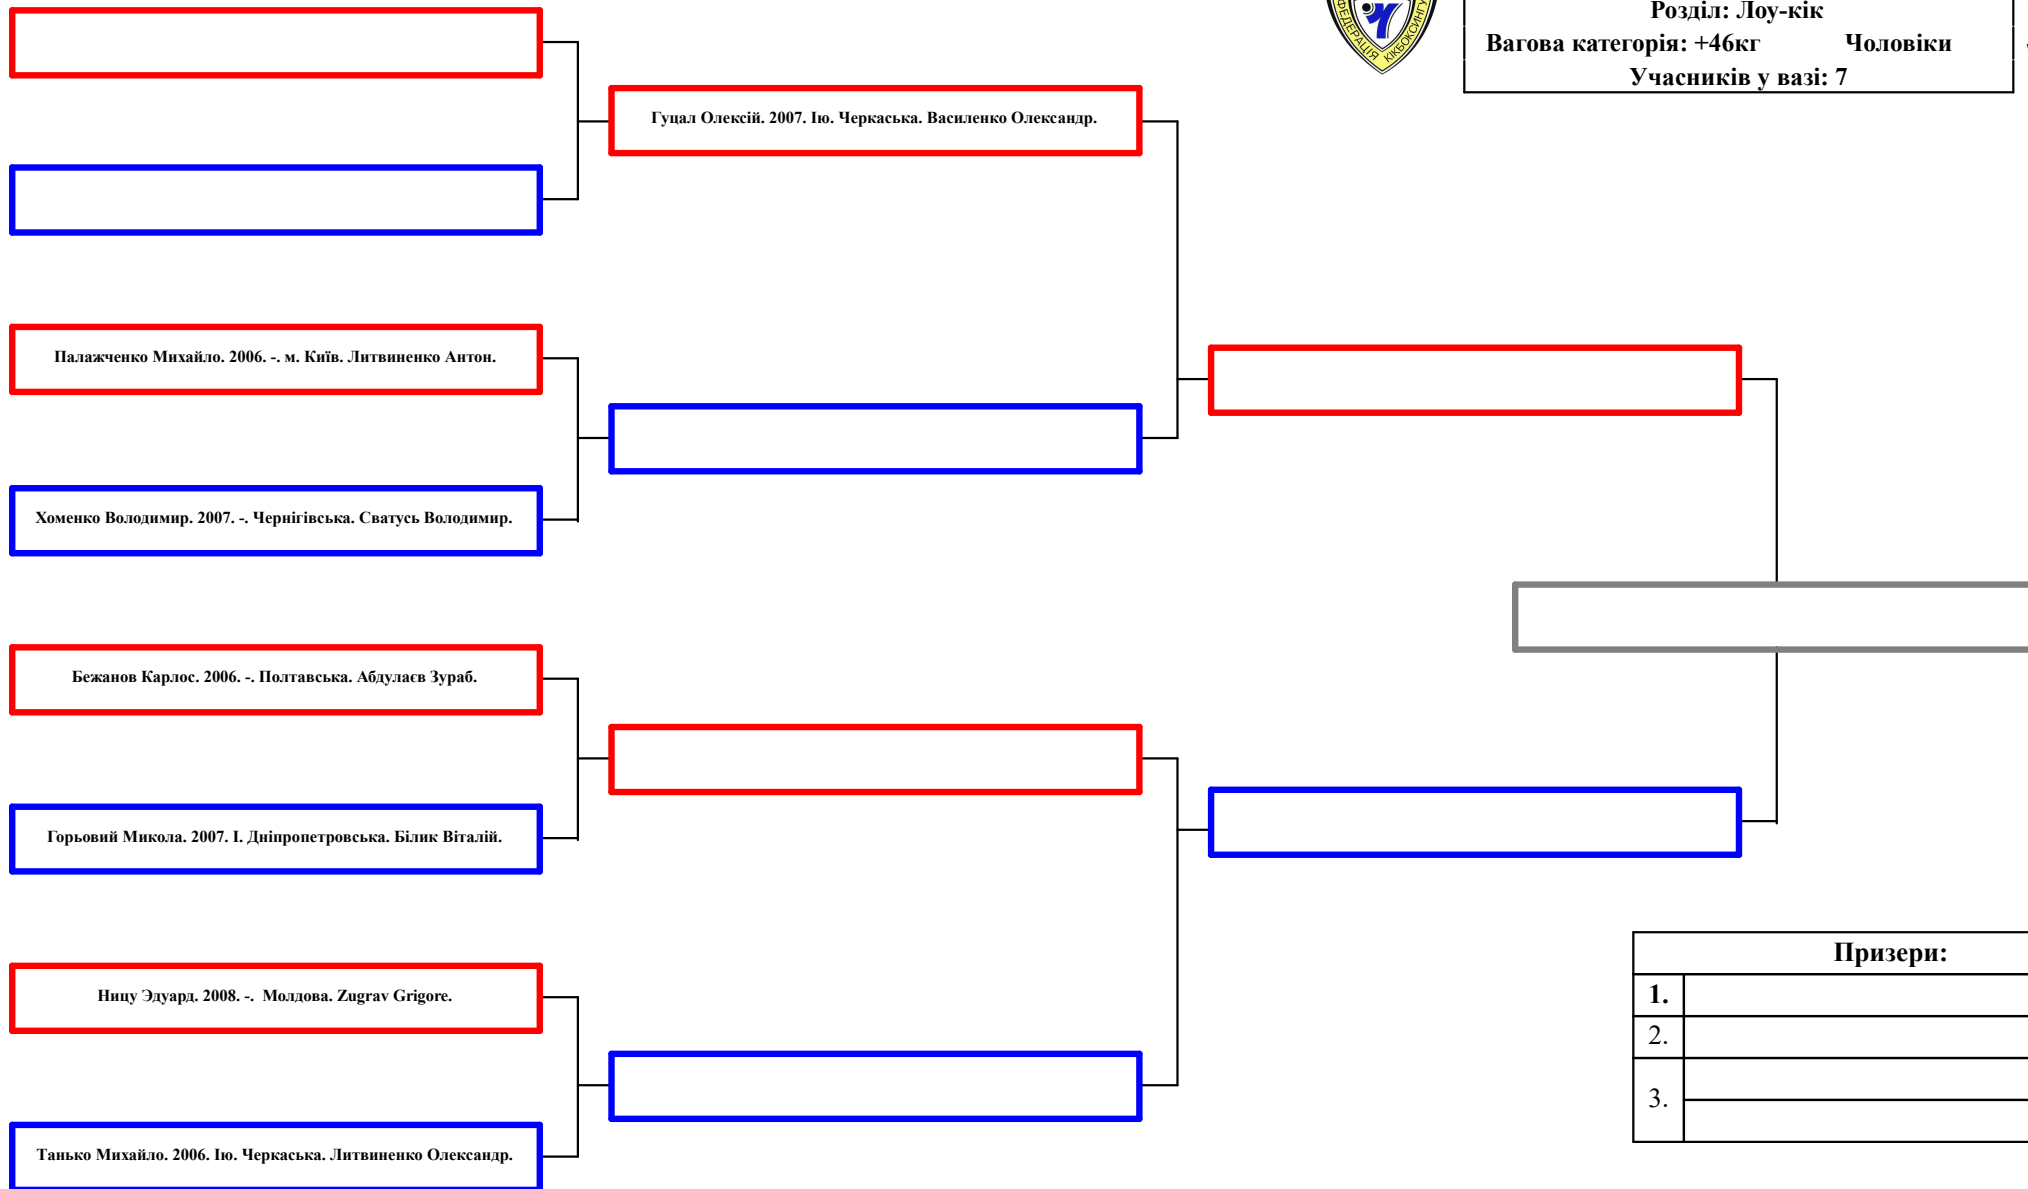 ФЕДЕРАЦІЯ КІКБОКСИНГУ
Розділ: Лоу-кік
Вагова категорія: +46кг Чоловіки
Учасників у вазі: 7
Гуцал Олексій. 2007. Ію. Черкаська. Василенко Олександр.
Палажченко Михайло. 2006. -. м. Київ. Литвиненко Антон.
Хоменко Володимир. 2007. -. Чернігівська. Сватусь Володимир.
Бежанов Карлос. 2006. -. Полтавська. Абдулаєв Зураб.
Горьовий Микола. 2007. І. Дніпропетровська. Білик Віталій.
Ницу Эдуард. 2008. -. Молдова. Zugrav Grigore.
Танько Михайло. 2006. Ію. Черкаська. Литвиненко Олександр.
Призери:
1.
2.
3.